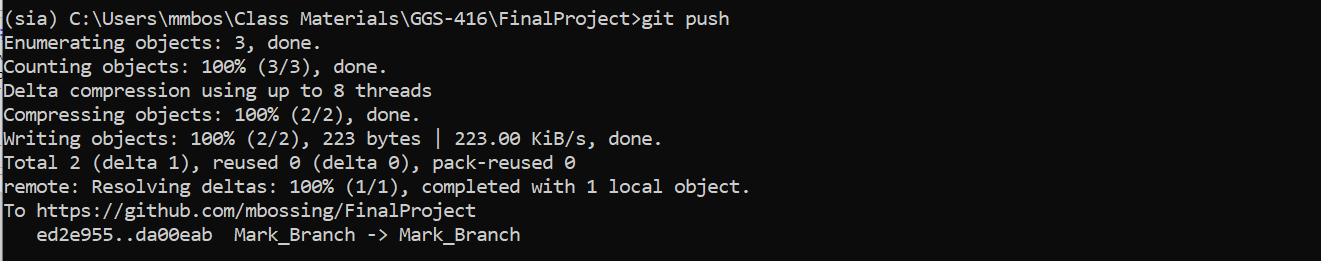 (sia) C:\Users\mmbos\Class Materials\GGS-416\FinalProject>git push
Enumerating objects: 3, done.
Counting objects: 100% (3/3), done.
Delta compression using up to 8 threads
Compressing objects: 100% (2/2), done.
Writing objects: 100% (2/2), 223 bytes | 223.00 KiB/s, done.
Total 2 (delta 1), reused 0 (delta 0), pack-reused 0
remote: Resolving deltas: 100% (1/1), completed with 1 local object.
To https://github.com/mbossing/FinalProject
   ed2e955..da00eab  Mark_Branch -> Mark_Branch